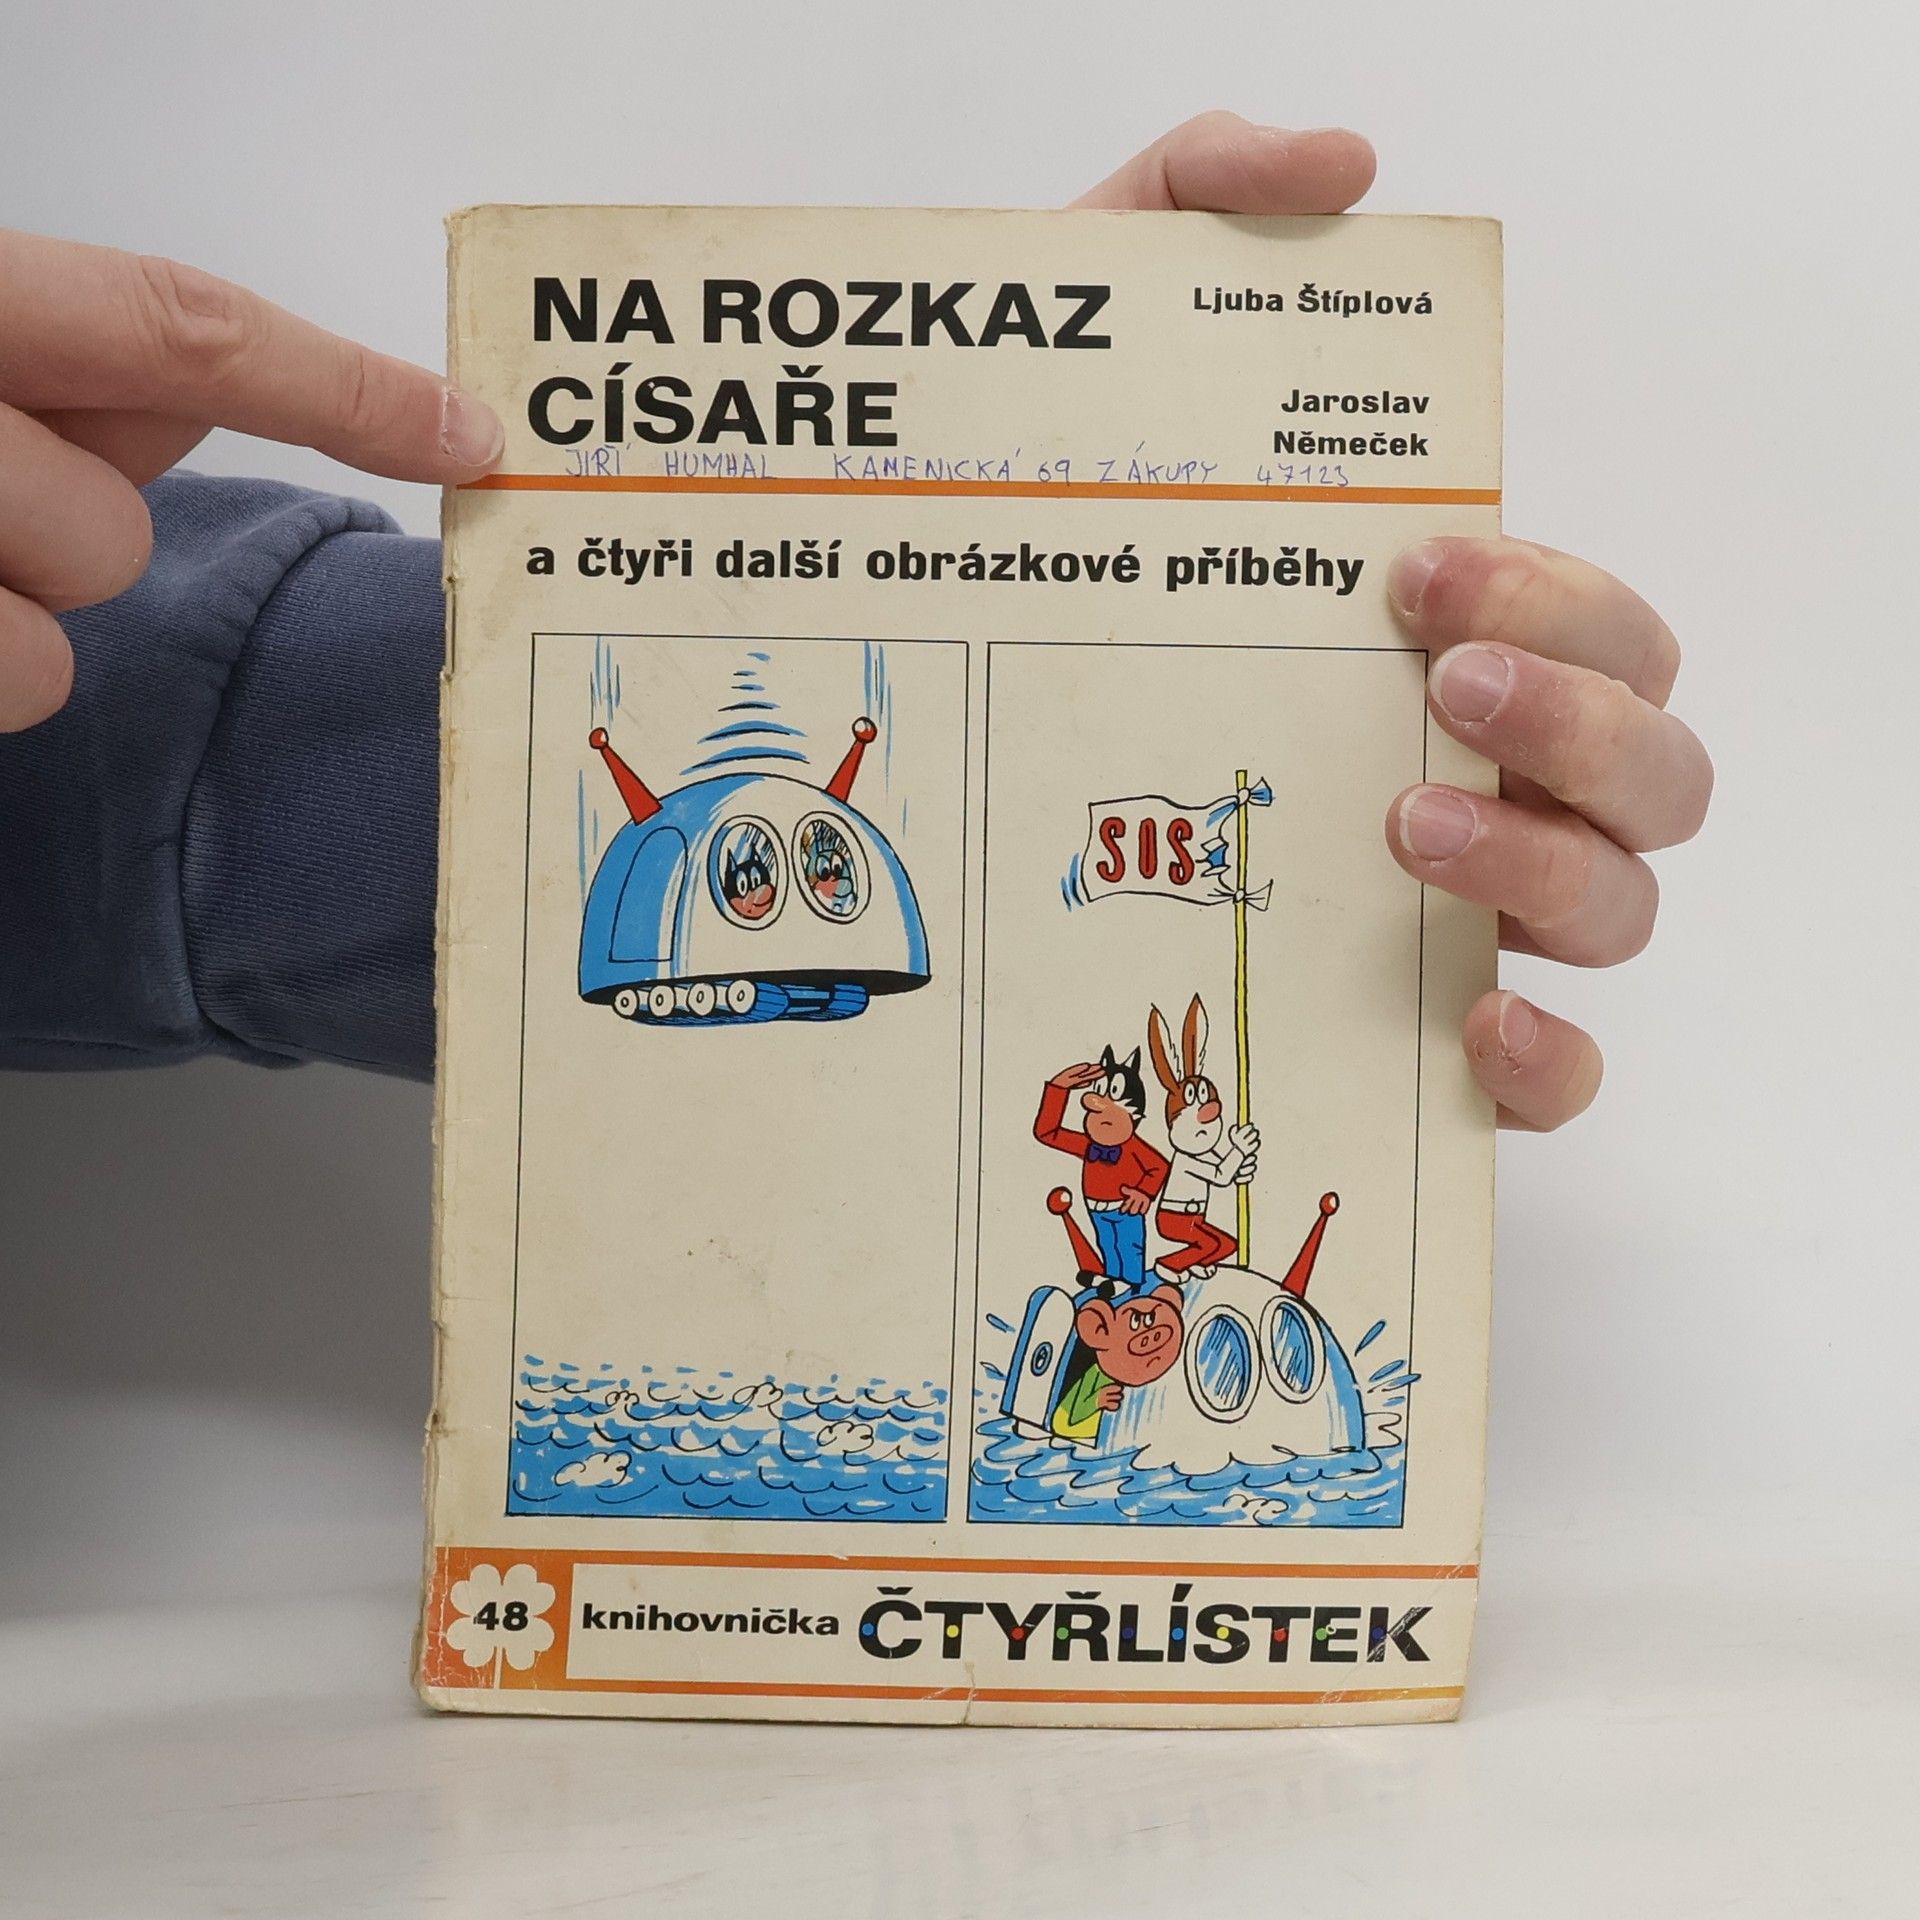 NA ROZKAZ
CÍSAŘE
Ljuba Štíplová
Jaroslav
Němeček
JIŘÍ HUMHAL KAMENICKÁ 69 ZÁKUPY 47123
a čtyři další obrázkové příběhy
SOS
48 knihovnička ČTYŘLÍSTEK